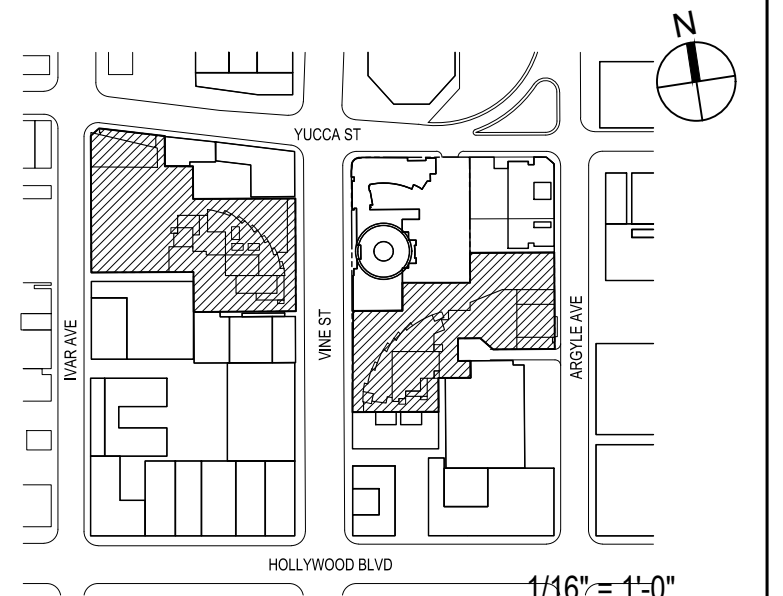 N
YUCCA ST
IVAR AVE
VINE ST
ARGYLE AVE
HOLLYWOOD BLVD
1/16" = 1'-0"